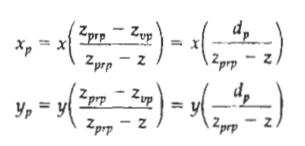 x_p = x( (z_prp − z_vp) / (z_prp − z) ) = x( d_p / (z_prp − z) )
y_p = y( (z_prp − z_vp) / (z_prp − z) ) = y( d_p / (z_prp − z) )